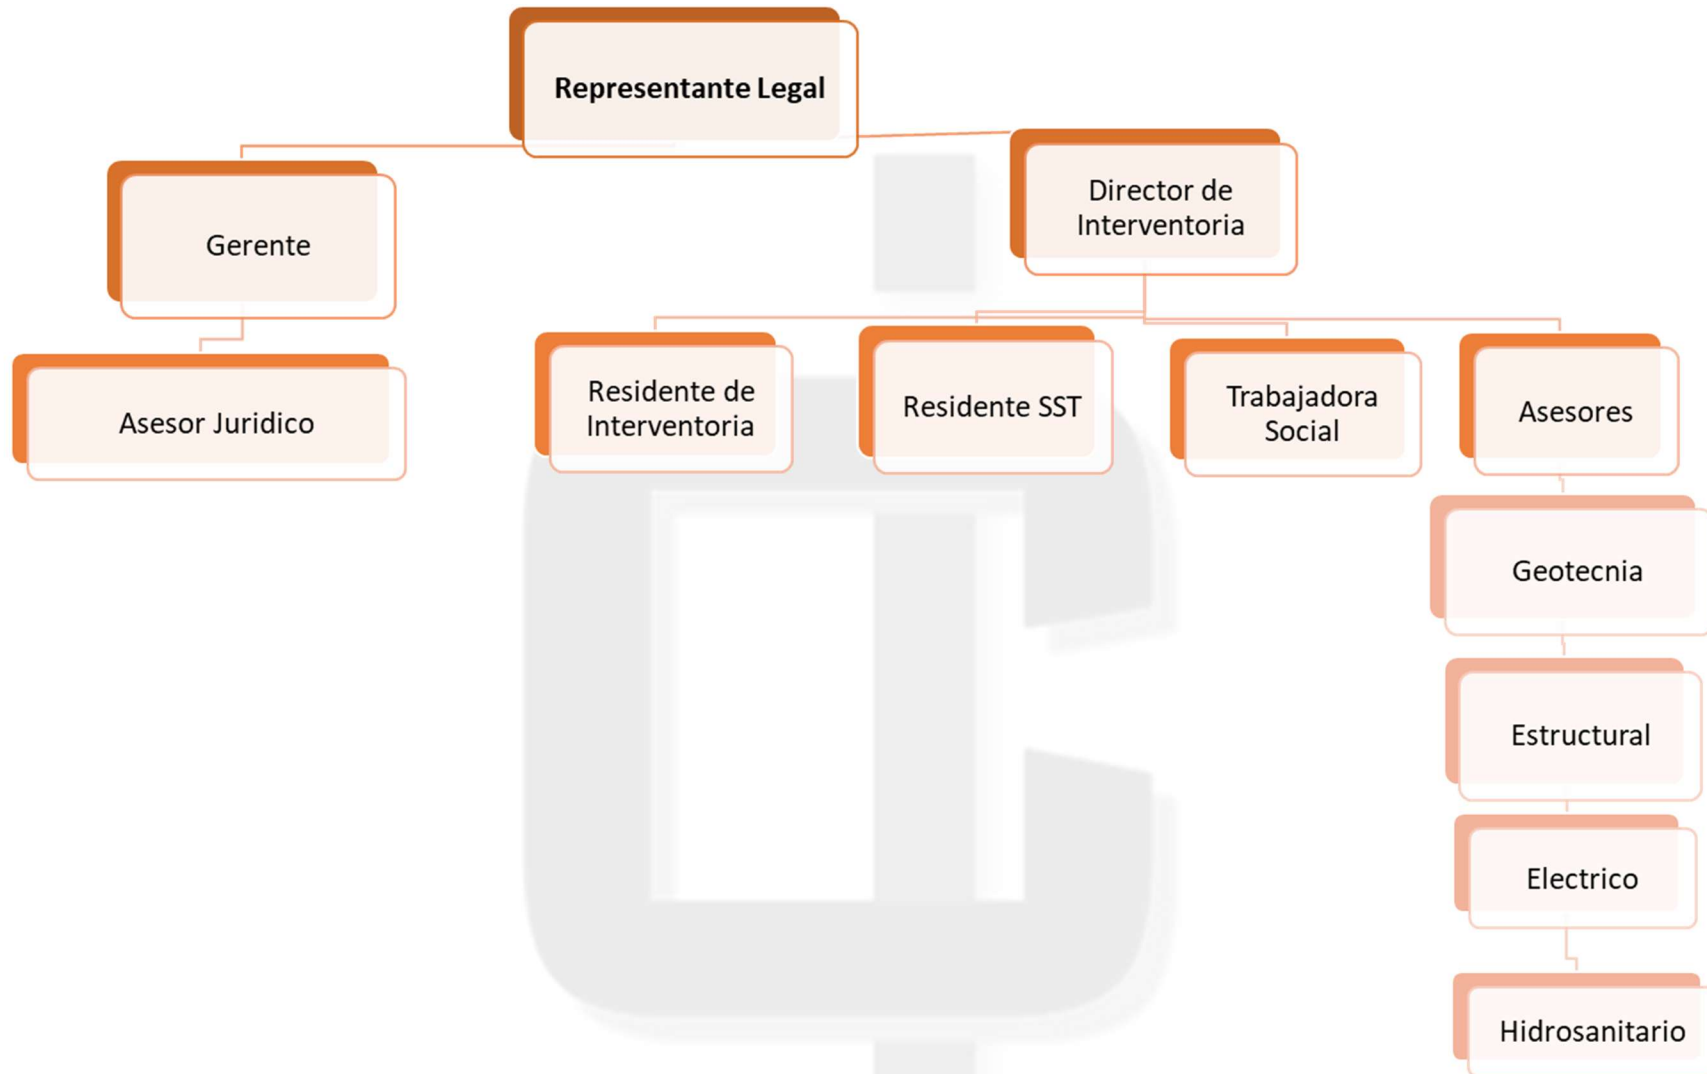 Representante Legal
Gerente
Director de
Interventoria
Asesor Juridico
Residente de
Interventoria
Residente SST
Trabajadora
Social
Asesores
Geotecnia
Estructural
Electrico
Hidrosanitario